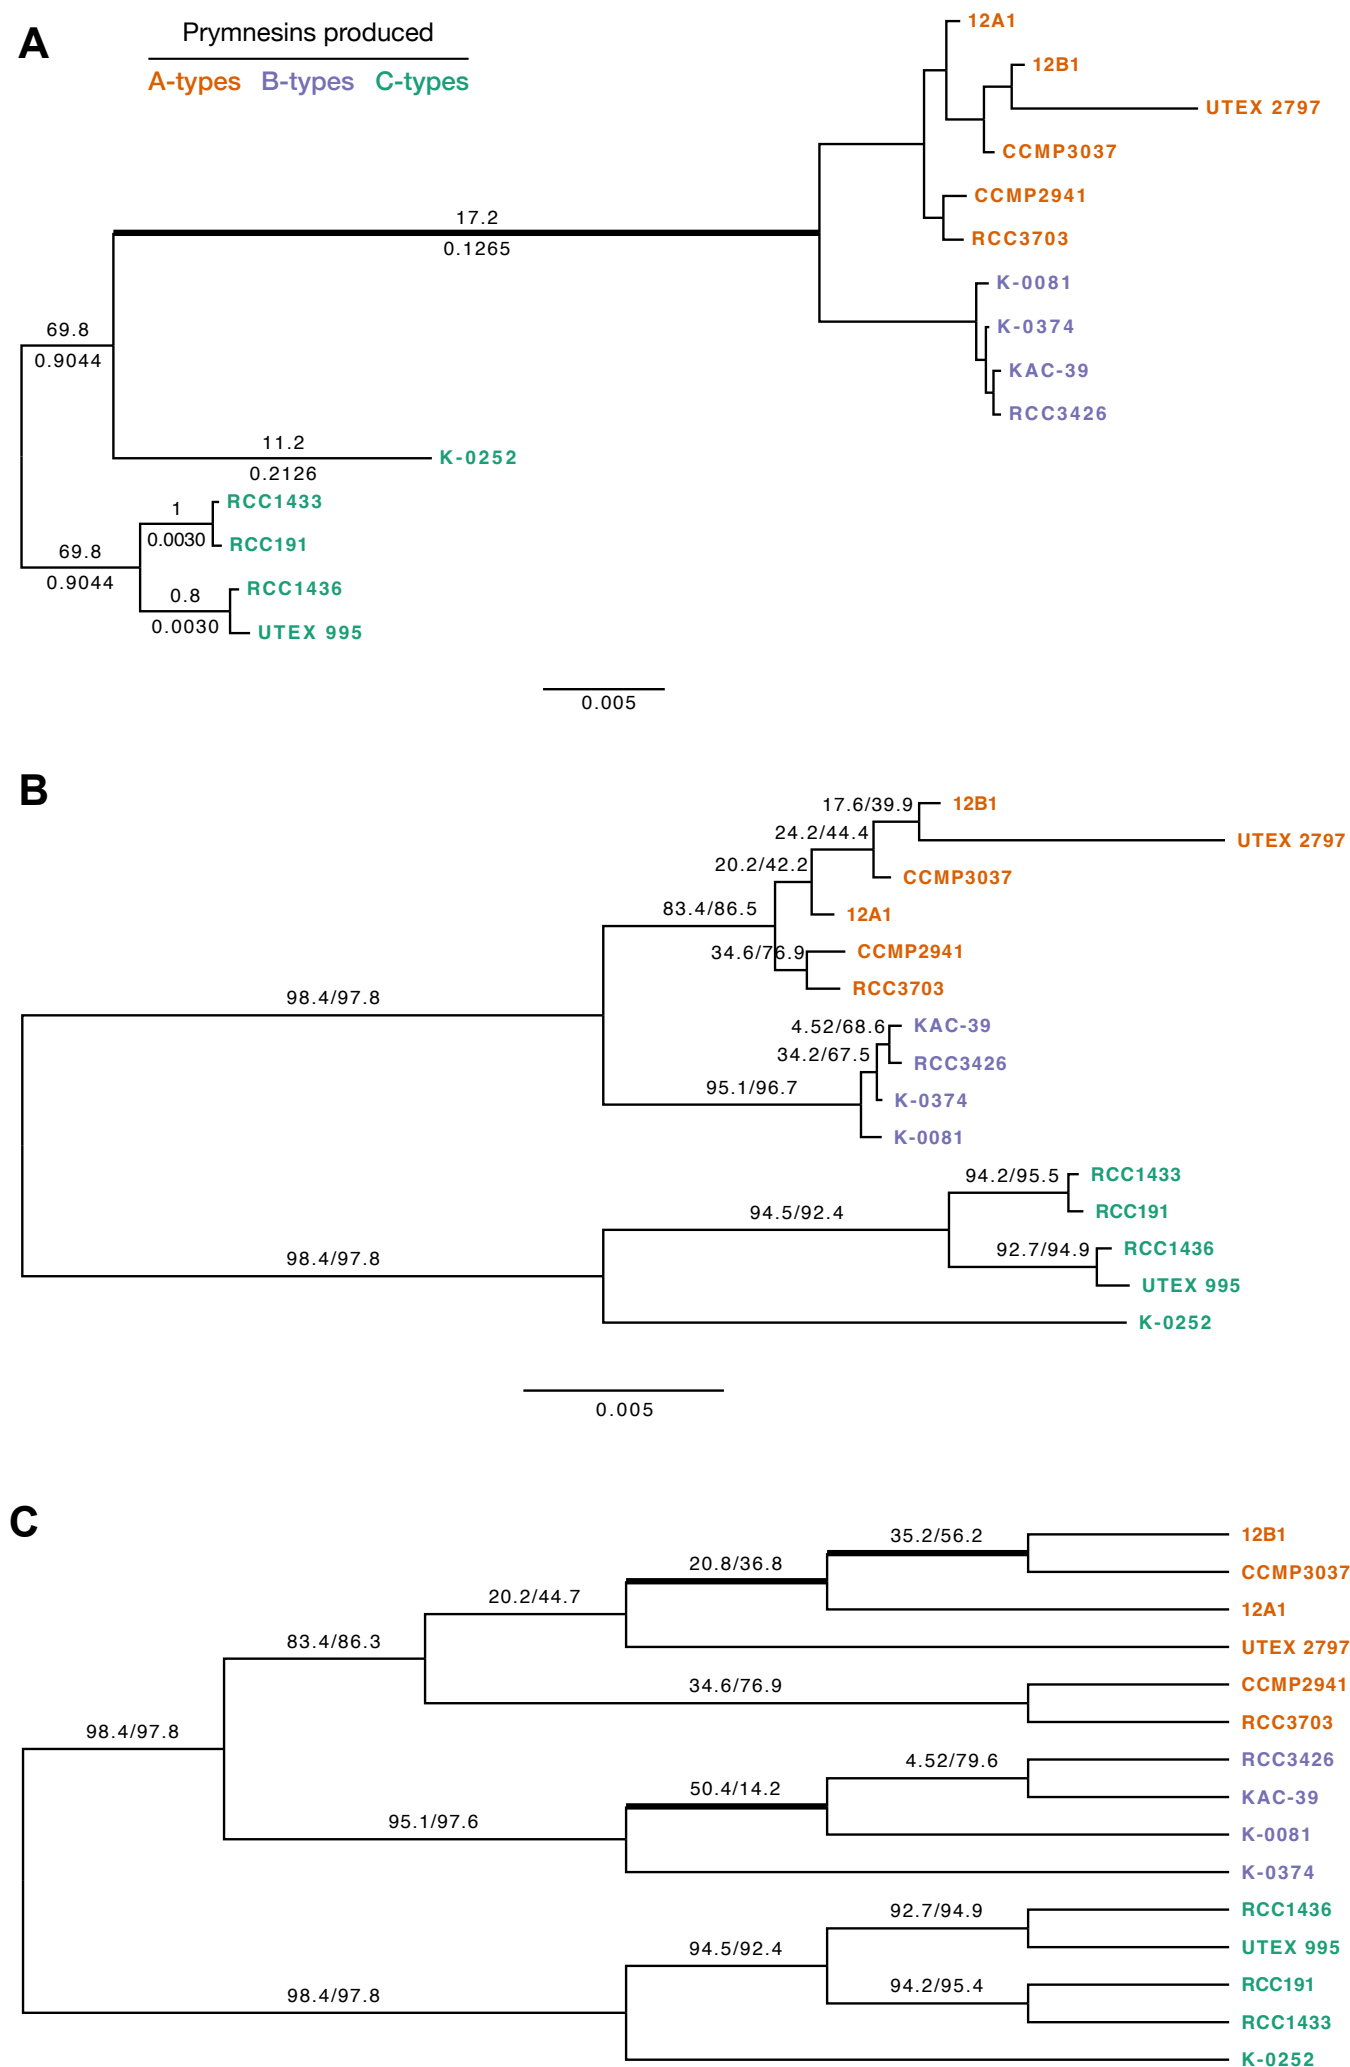 A
Prymnesins produced
A-types B-types C-types
12A1
12B1
UTEX 2797
CCMP3037
CCMP2941
17.2
RCC3703
0.1265
K-0081
K-0374
69.8
0.9044
KAC-39
RCC3426
11.2
K-0252
0.2126
RCC1433
1
0.0030
RCC191
69.8
0.9044
RCC1436
0.8
0.0030
UTEX 995
0.005
B
17.6/39.9
12B1
24.2/44.4
UTEX 2797
20.2/42.2
CCMP3037
83.4/86.5
12A1
34.6/76.9
CCMP2941
RCC3703
98.4/97.8
4.52/68.6
KAC-39
34.2/67.5
RCC3426
95.1/96.7
K-0374
K-0081
94.2/95.5
RCC1433
94.5/92.4
RCC191
98.4/97.8
92.7/94.9
RCC1436
UTEX 995
K-0252
0.005
C
35.2/56.2
12B1
20.8/36.8
CCMP3037
20.2/44.7
12A1
83.4/86.3
UTEX 2797
34.6/76.9
CCMP2941
RCC3703
98.4/97.8
4.52/79.6
RCC3426
50.4/14.2
KAC-39
95.1/97.6
K-0081
K-0374
92.7/94.9
RCC1436
94.5/92.4
UTEX 995
94.2/95.4
RCC191
98.4/97.8
RCC1433
K-0252